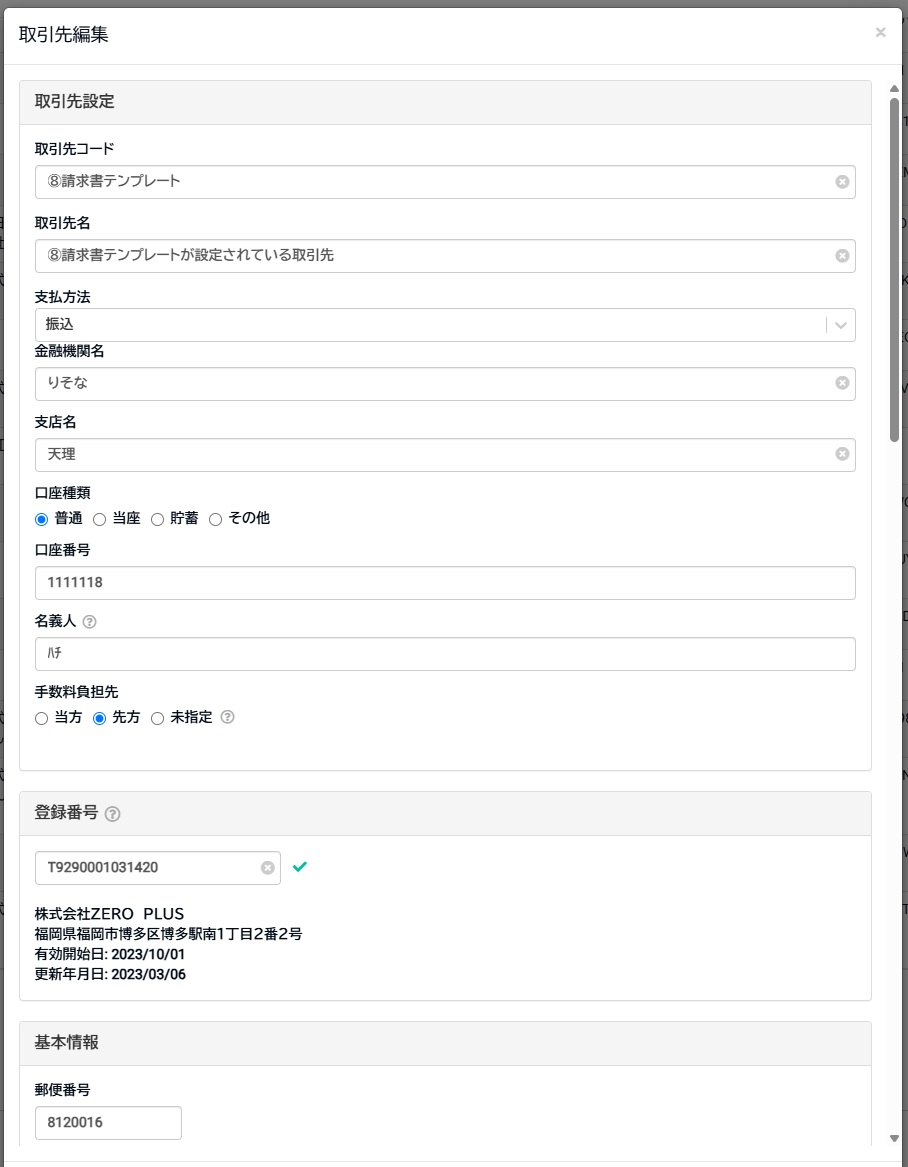 取引先編集
×
取引先設定
取引先コード
⑧請求書テンプレート
取引先名
⑧請求書テンプレートが設定されている取引先
支払方法
振込
金融機関名
りそな
支店名
天理
口座種類
普通 当座 貯蓄 その他
口座番号
1111118
名義人 ?
ﾊﾁ
手数料負担先
当方 先方 未指定 ?
登録番号 ?
T9290001031420
株式会社ZERO　PLUS
福岡県福岡市博多区博多駅南1丁目2番2号
有効開始日: 2023/10/01
更新年月日: 2023/03/06
基本情報
郵便番号
8120016